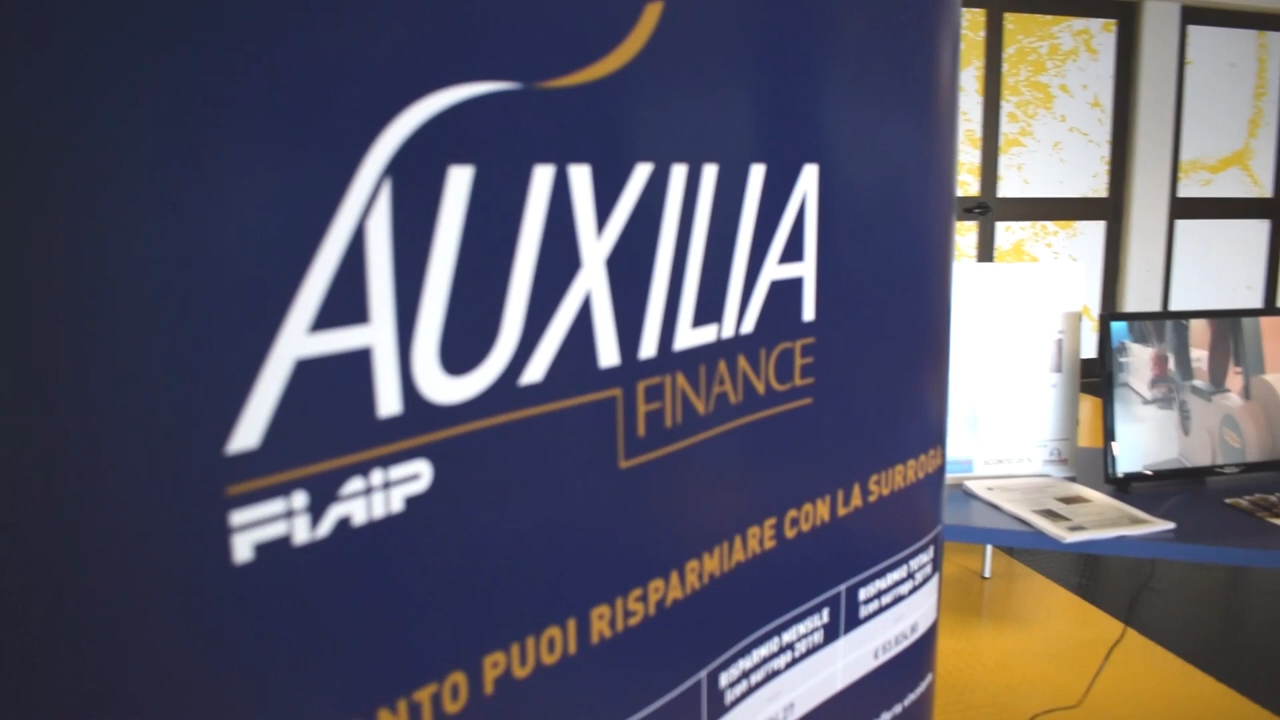 AUXILIA
FINANCE
FIAIP
NTO PUOI RISPARMIARE CON LA SURROGA
RISPARMIO MENSILE
(con surroga 2019)
RISPARMIO TOTALE
(con surroga 2019)